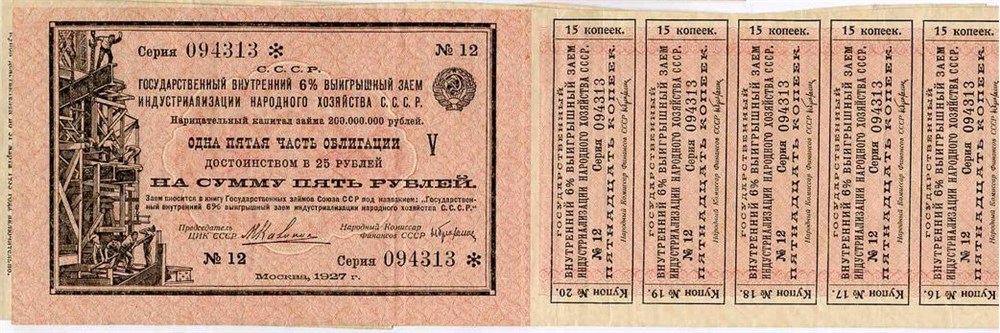 Серия 094313 * № 12
С.С.С.Р.
ГОСУДАРСТВЕННЫЙ ВНУТРЕННИЙ 6% ВЫИГРЫШНЫЙ ЗАЕМ
ИНДУСТРИАЛИЗАЦИИ НАРОДНОГО ХОЗЯЙСТВА С.С.С.Р.
Нарицательный капитал займа 200.000.000 рублей.
ОДНА ПЯТАЯ ЧАСТЬ ОБЛИГАЦИИ V
ДОСТОИНСТВОМ В 25 РУБЛЕЙ
НА СУММУ ПЯТЬ РУБЛЕЙ.
Заем вносится в книгу Государственных займов Союза ССР под названием: „Государственный
внутренний 6% выигрышный заем индустриализации народного хозяйства С.С.С.Р."
Председатель
ЦИК СССР
Народный Комиссар
Финансов СССР
№ 12 Серия 094313 *
Москва, 1927 г.
15 копеек.
ГОСУДАРСТВЕННЫЙ
ВНУТРЕННИЙ 6% ВЫИГРЫШНЫЙ ЗАЕМ
ИНДУСТРИАЛИЗАЦИИ НАРОДНОГО ХОЗЯЙСТВА СССР.
№ 12 Серия 094313
ПЯТНАДЦАТЬ КОПЕЕК
Народный Комиссар Финансов СССР
Купон № 20.
15 копеек.
ГОСУДАРСТВЕННЫЙ
ВНУТРЕННИЙ 6% ВЫИГРЫШНЫЙ ЗАЕМ
ИНДУСТРИАЛИЗАЦИИ НАРОДНОГО ХОЗЯЙСТВА СССР.
№ 12 Серия 094313
ПЯТНАДЦАТЬ КОПЕЕК
Народный Комиссар Финансов СССР
Купон № 19.
15 копеек.
ГОСУДАРСТВЕННЫЙ
ВНУТРЕННИЙ 6% ВЫИГРЫШНЫЙ ЗАЕМ
ИНДУСТРИАЛИЗАЦИИ НАРОДНОГО ХОЗЯЙСТВА СССР.
№ 12 Серия 094313
ПЯТНАДЦАТЬ КОПЕЕК
Народный Комиссар Финансов СССР
Купон № 18.
15 копеек.
ГОСУДАРСТВЕННЫЙ
ВНУТРЕННИЙ 6% ВЫИГРЫШНЫЙ ЗАЕМ
ИНДУСТРИАЛИЗАЦИИ НАРОДНОГО ХОЗЯЙСТВА СССР.
№ 12 Серия 094313
ПЯТНАДЦАТЬ КОПЕЕК
Народный Комиссар Финансов СССР
Купон № 17.
15 копеек.
ГОСУДАРСТВЕННЫЙ
ВНУТРЕННИЙ 6% ВЫИГРЫШНЫЙ ЗАЕМ
ИНДУСТРИАЛИЗАЦИИ НАРОДНОГО ХОЗЯЙСТВА СССР.
№ 12 Серия 094313
ПЯТНАДЦАТЬ КОПЕЕК
Народный Комиссар Финансов СССР
Купон № 16.